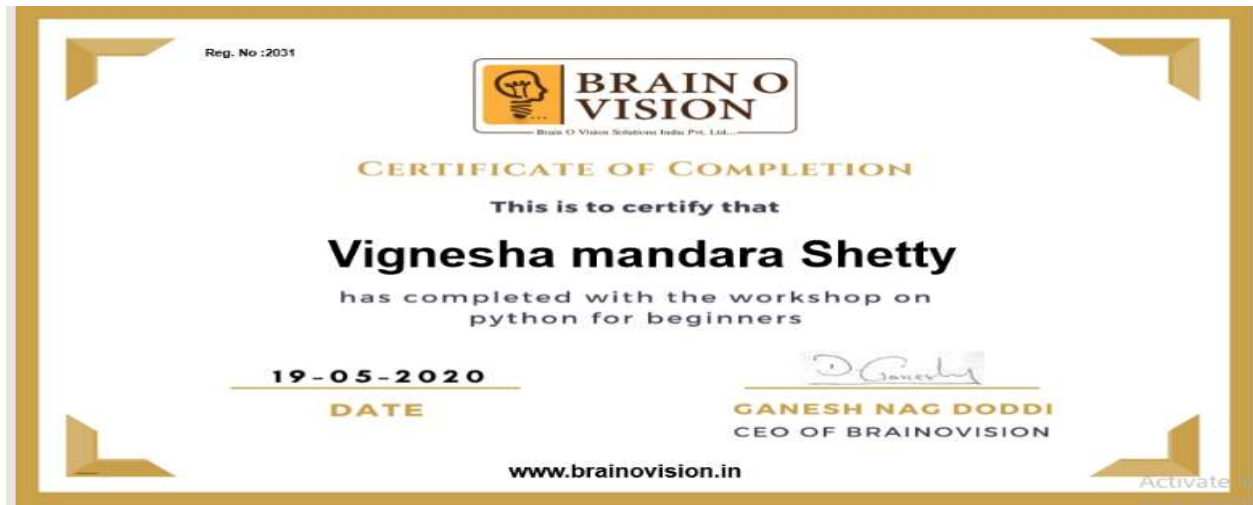 Reg. No :2031
BRAIN O
VISION
Brain O Vision Solutions India Pvt. Ltd...
CERTIFICATE OF COMPLETION
This is to certify that
Vignesha mandara Shetty
has completed with the workshop on
python for beginners
19-05-2020
D Ganesh
DATE
GANESH NAG DODDI
CEO OF BRAINOVISION
www.brainovision.in
Activate